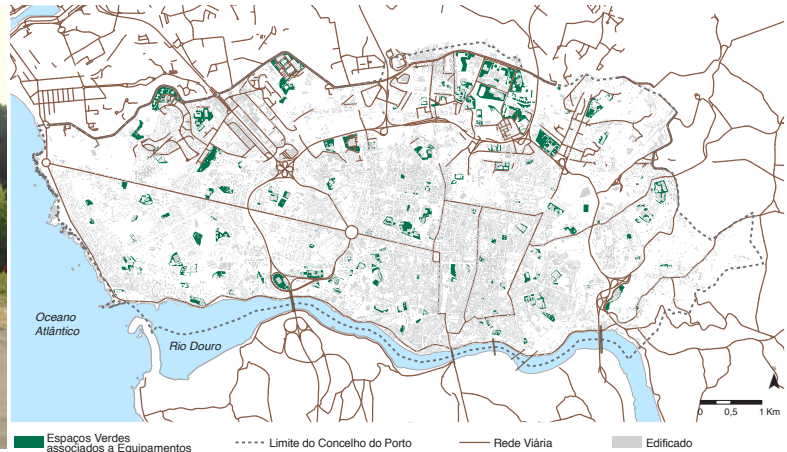 Oceano
Atlântico
Rio Douro
0 0,5 1 Km
Espaços Verdes
associados a Equipamentos
Limite do Concelho do Porto
Rede Viária
Edificado